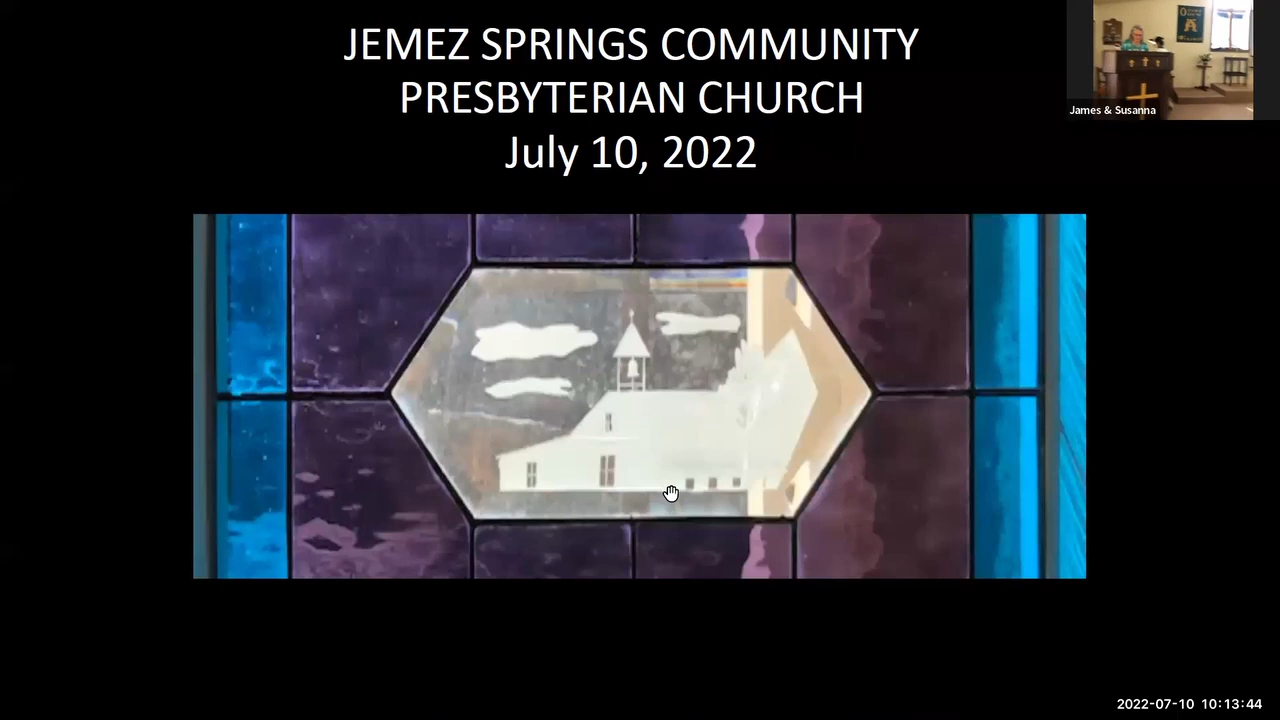 JEMEZ SPRINGS COMMUNITY
PRESBYTERIAN CHURCH
July 10, 2022
James & Susanna
2022-07-10 10:13:44